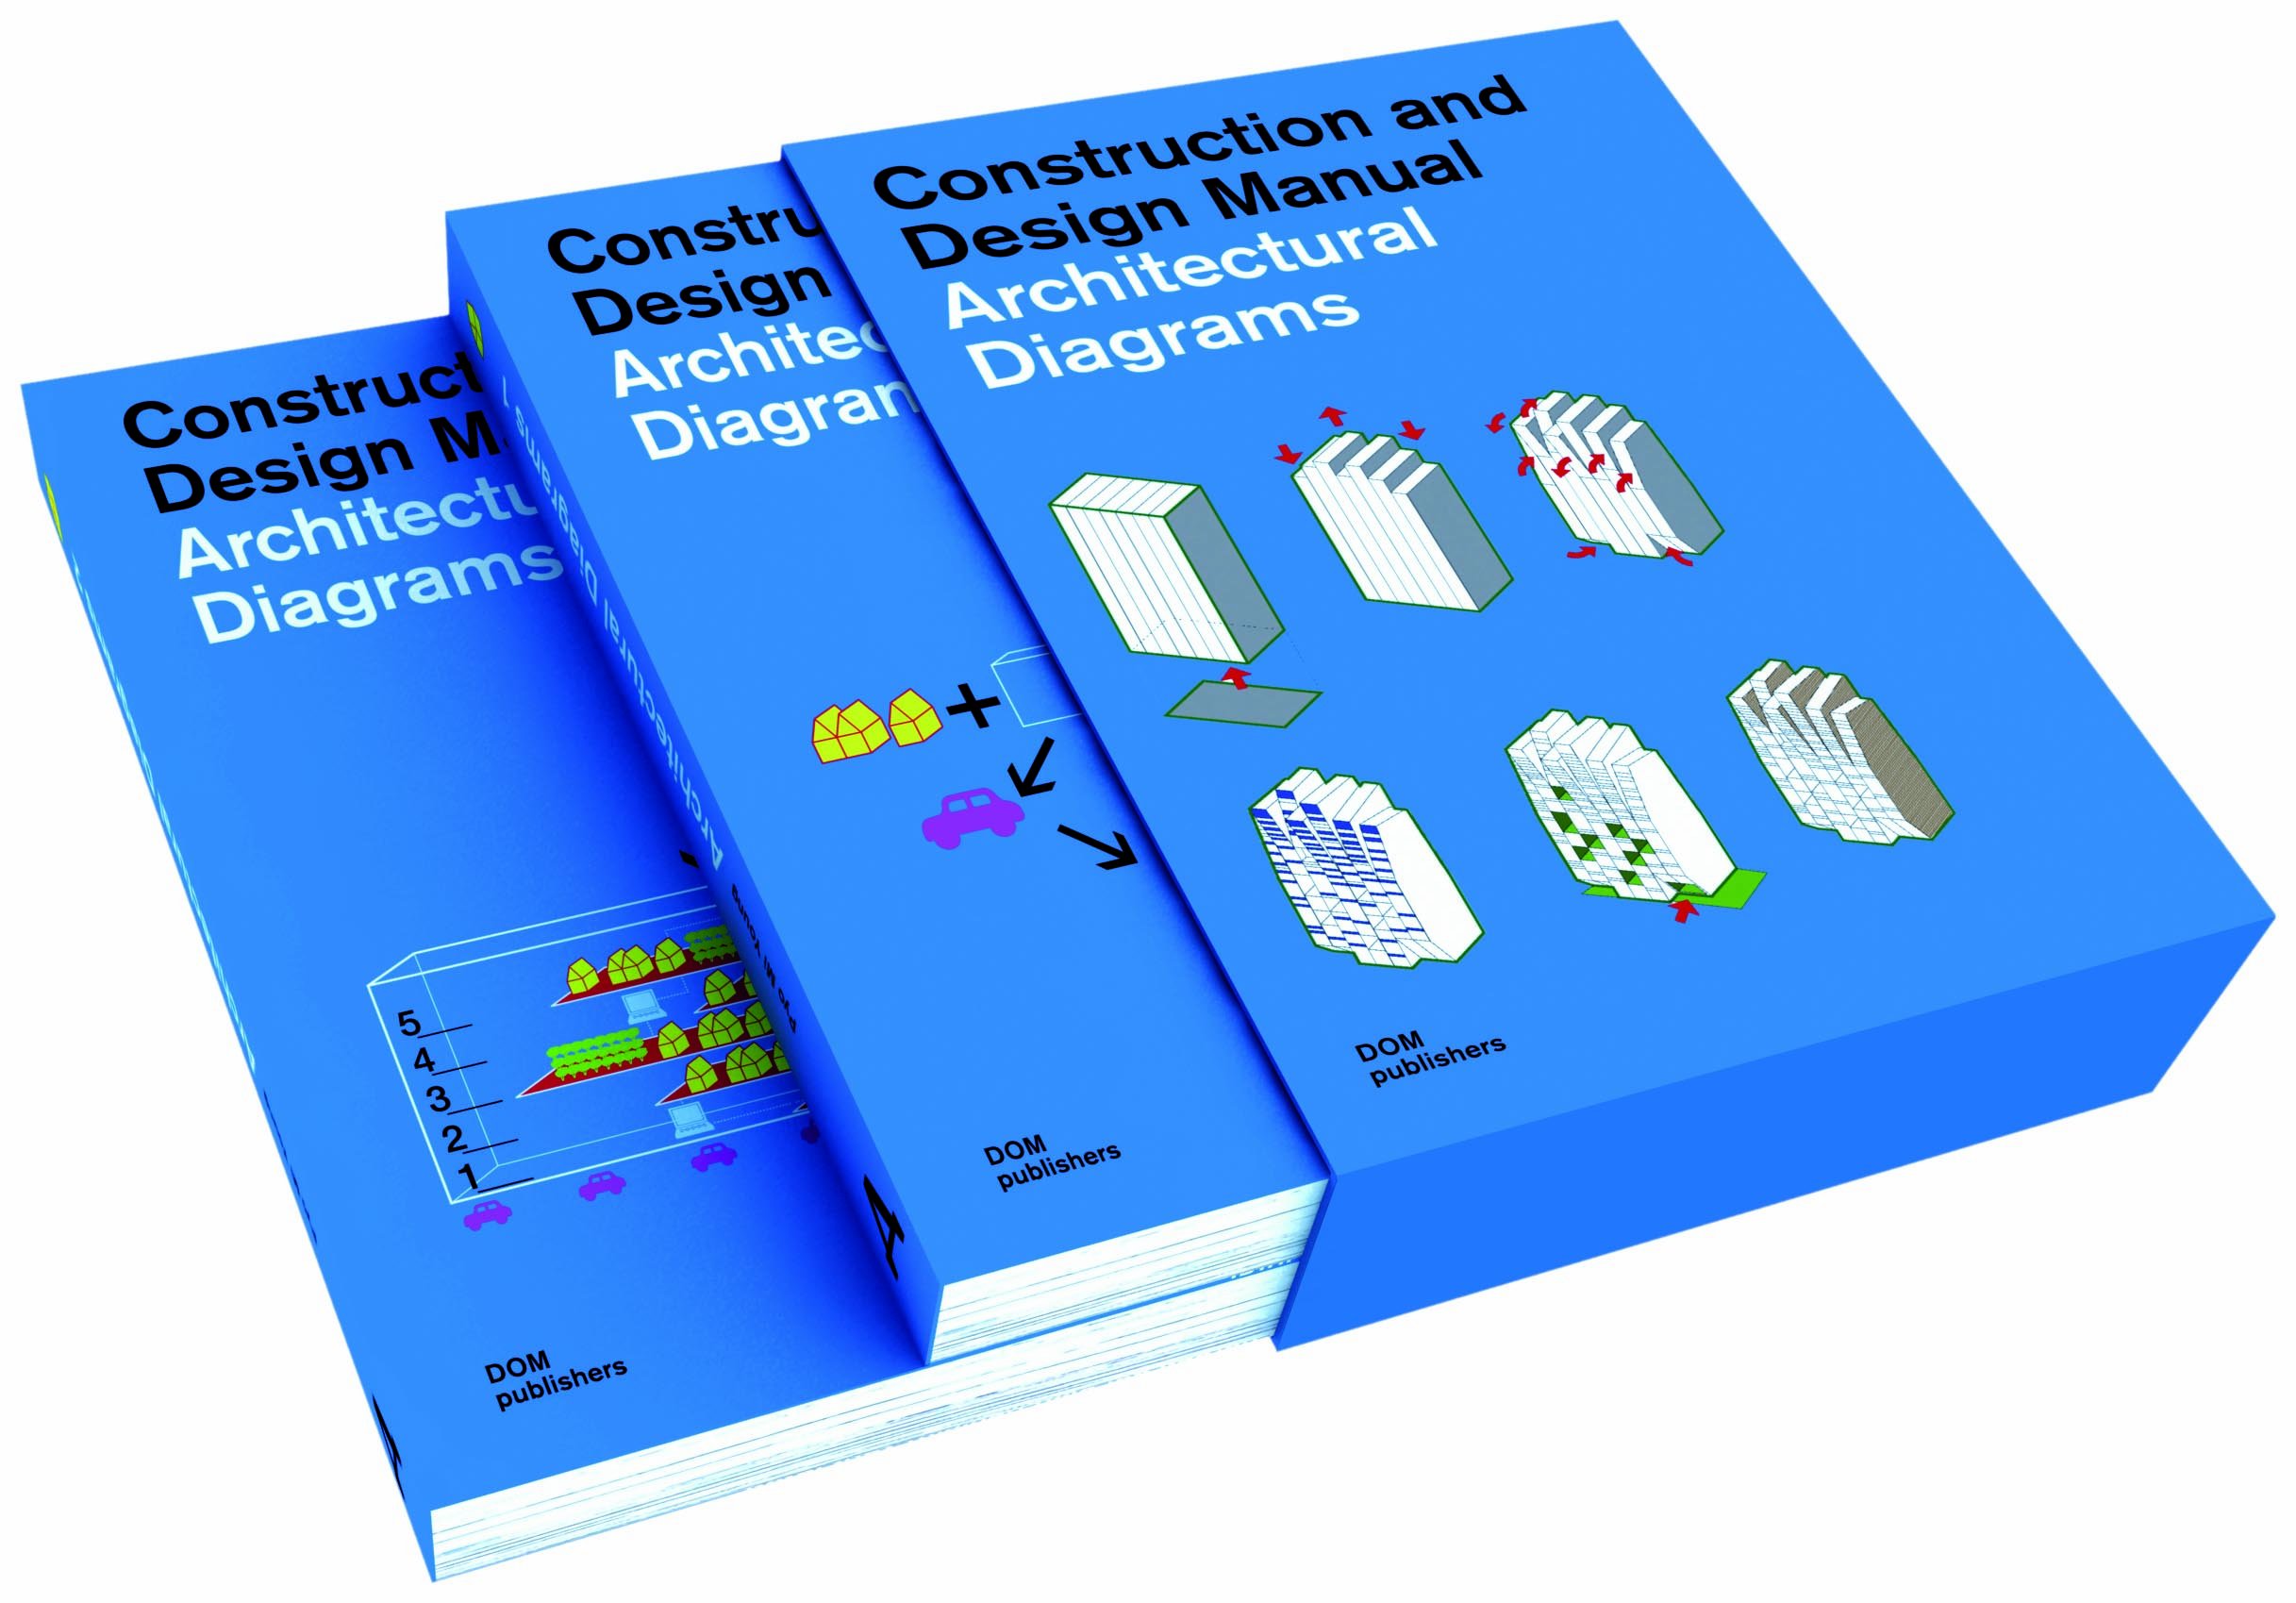 Construct
Design M
Architectu
Diagrams
5
4
3
2
1
DOM
publishers
Constru
Design
Architec
Diagram
+
DOM
publishers
Architectural Diagrams 1
Construction and
Design Manual
Architectural
Diagrams
DOM
publishers